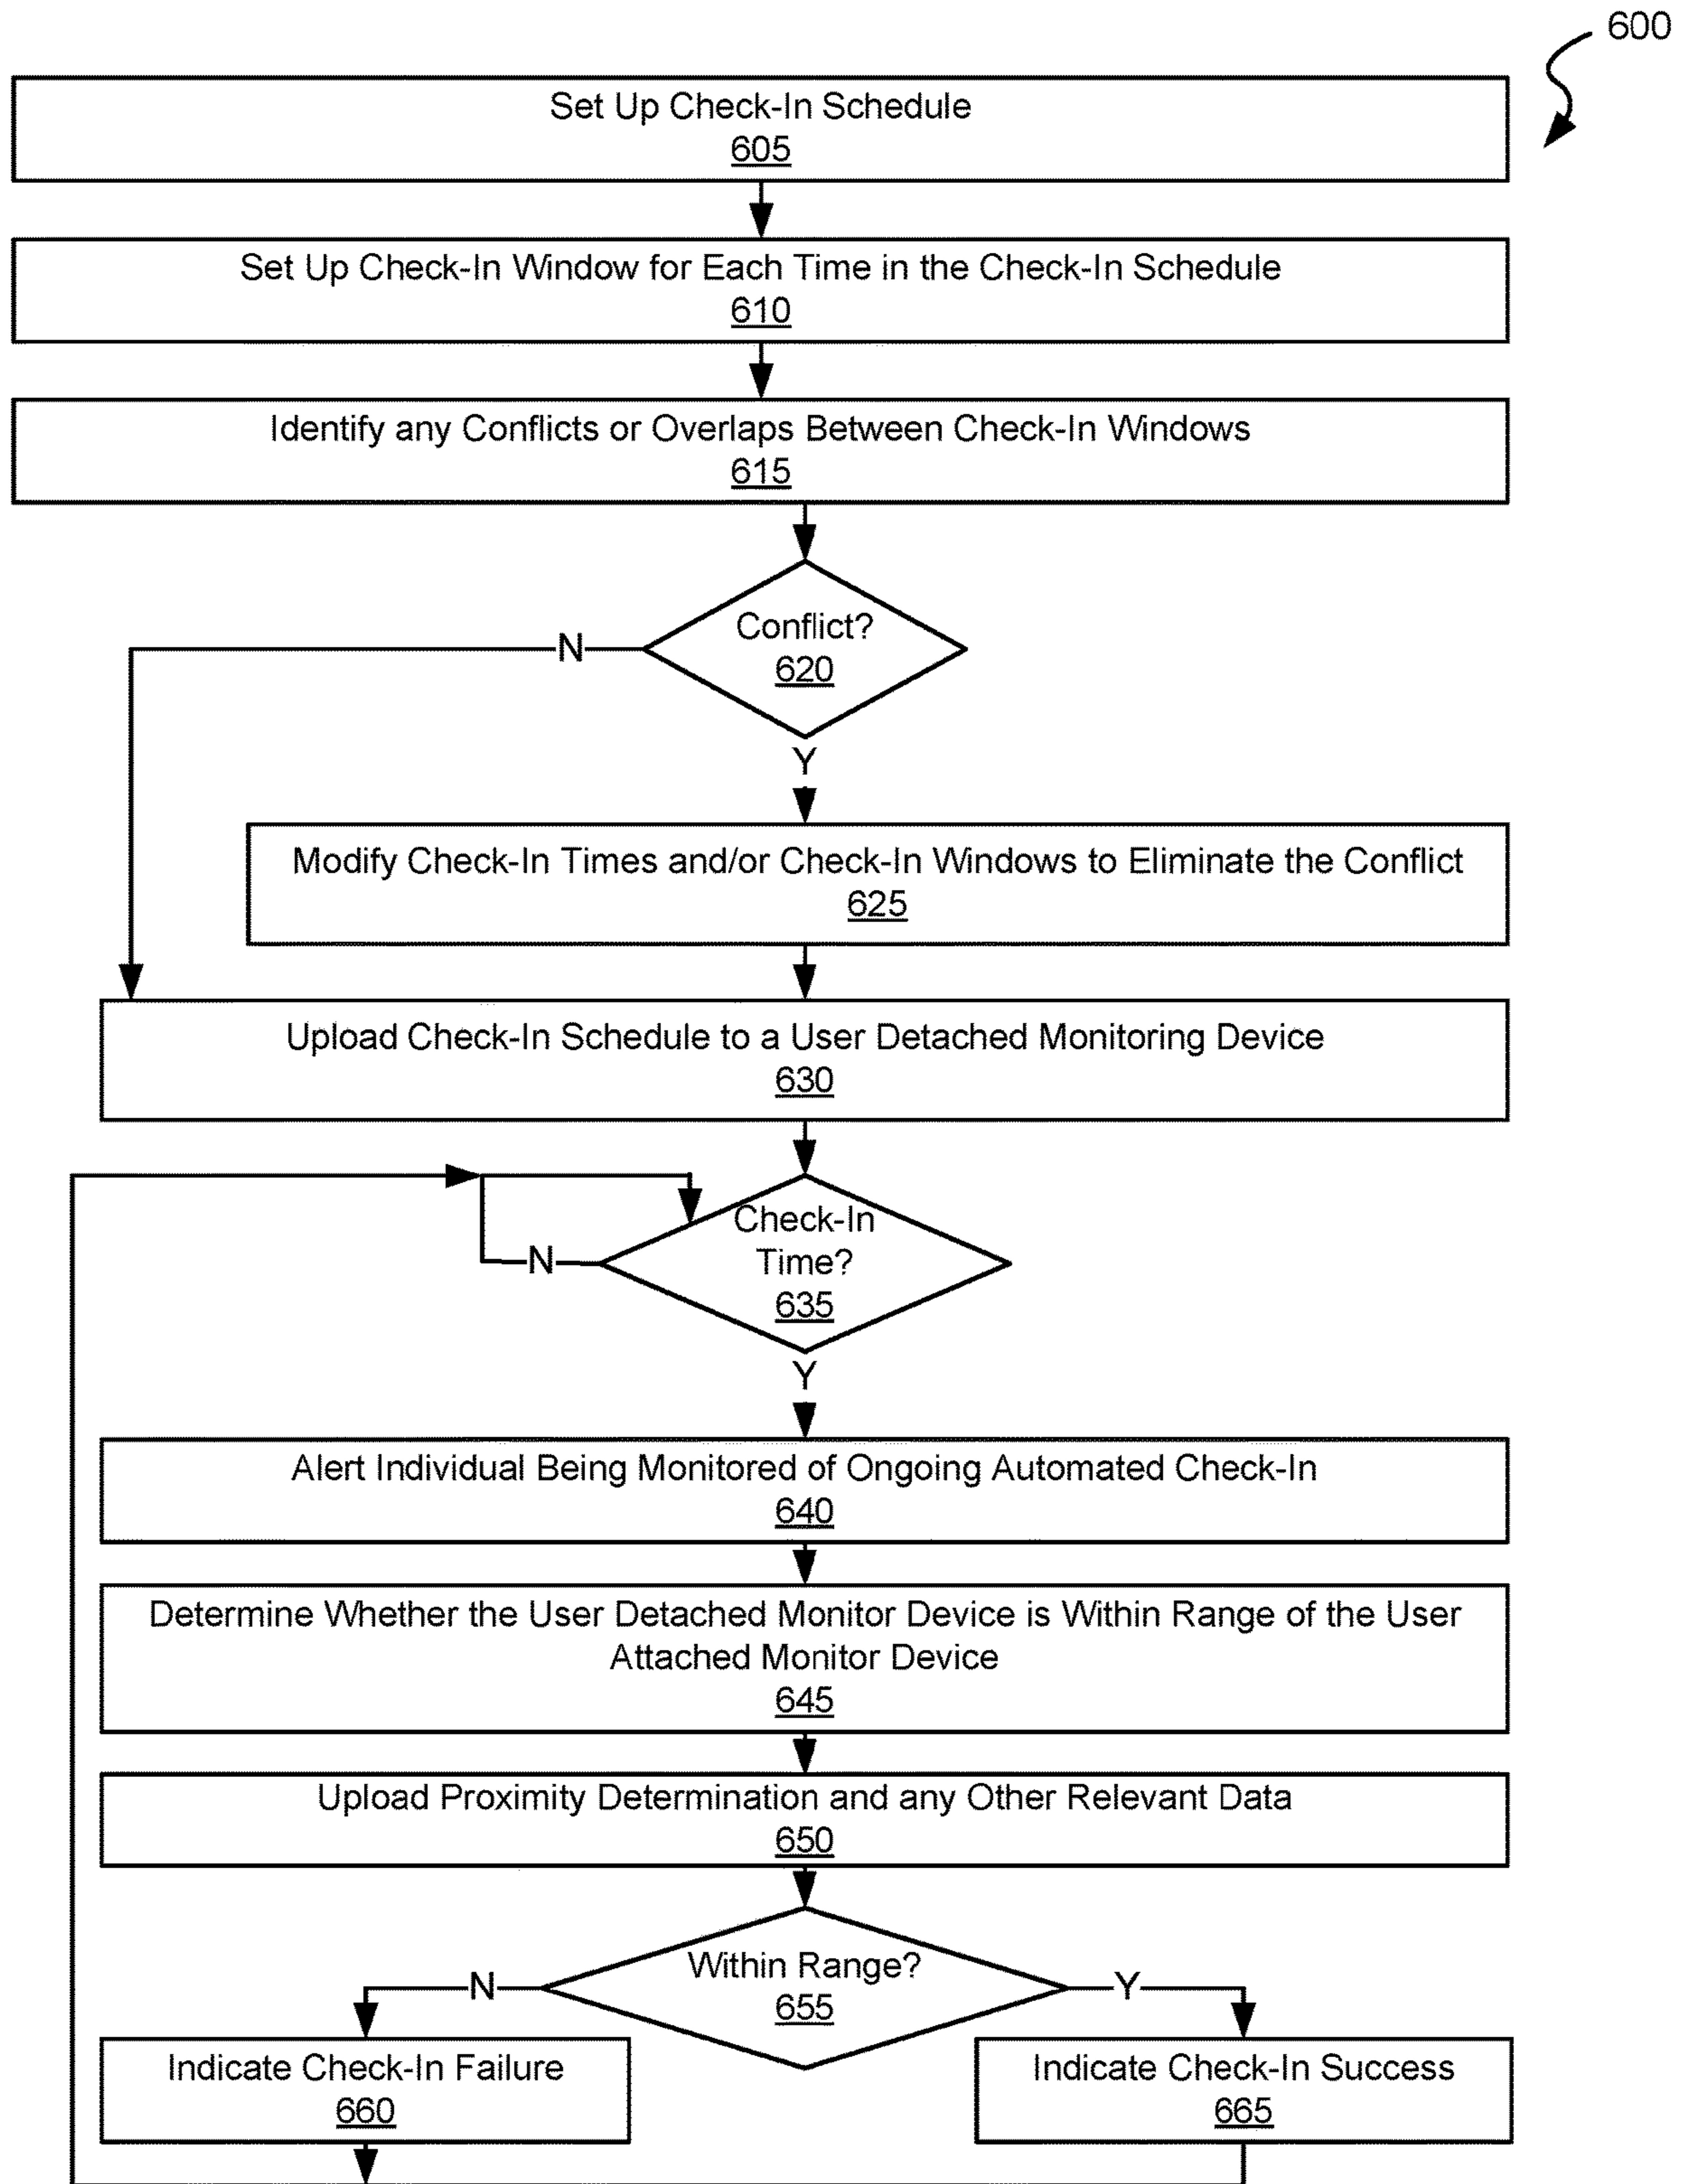 600
Set Up Check-In Schedule
605
Set Up Check-In Window for Each Time in the Check-In Schedule
610
Identify any Conflicts or Overlaps Between Check-In Windows
615
Conflict?
620
N
Y
Modify Check-In Times and/or Check-In Windows to Eliminate the Conflict
625
Upload Check-In Schedule to a User Detached Monitoring Device
630
Check-In
Time?
635
N
Y
Alert Individual Being Monitored of Ongoing Automated Check-In
640
Determine Whether the User Detached Monitor Device is Within Range of the User
Attached Monitor Device
645
Upload Proximity Determination and any Other Relevant Data
650
Within Range?
655
N
Y
Indicate Check-In Failure
660
Indicate Check-In Success
665